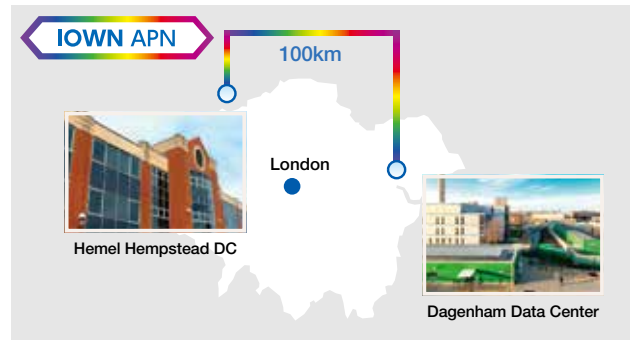 IOWN APN
100km
London
Hemel Hempstead DC
Dagenham Data Center